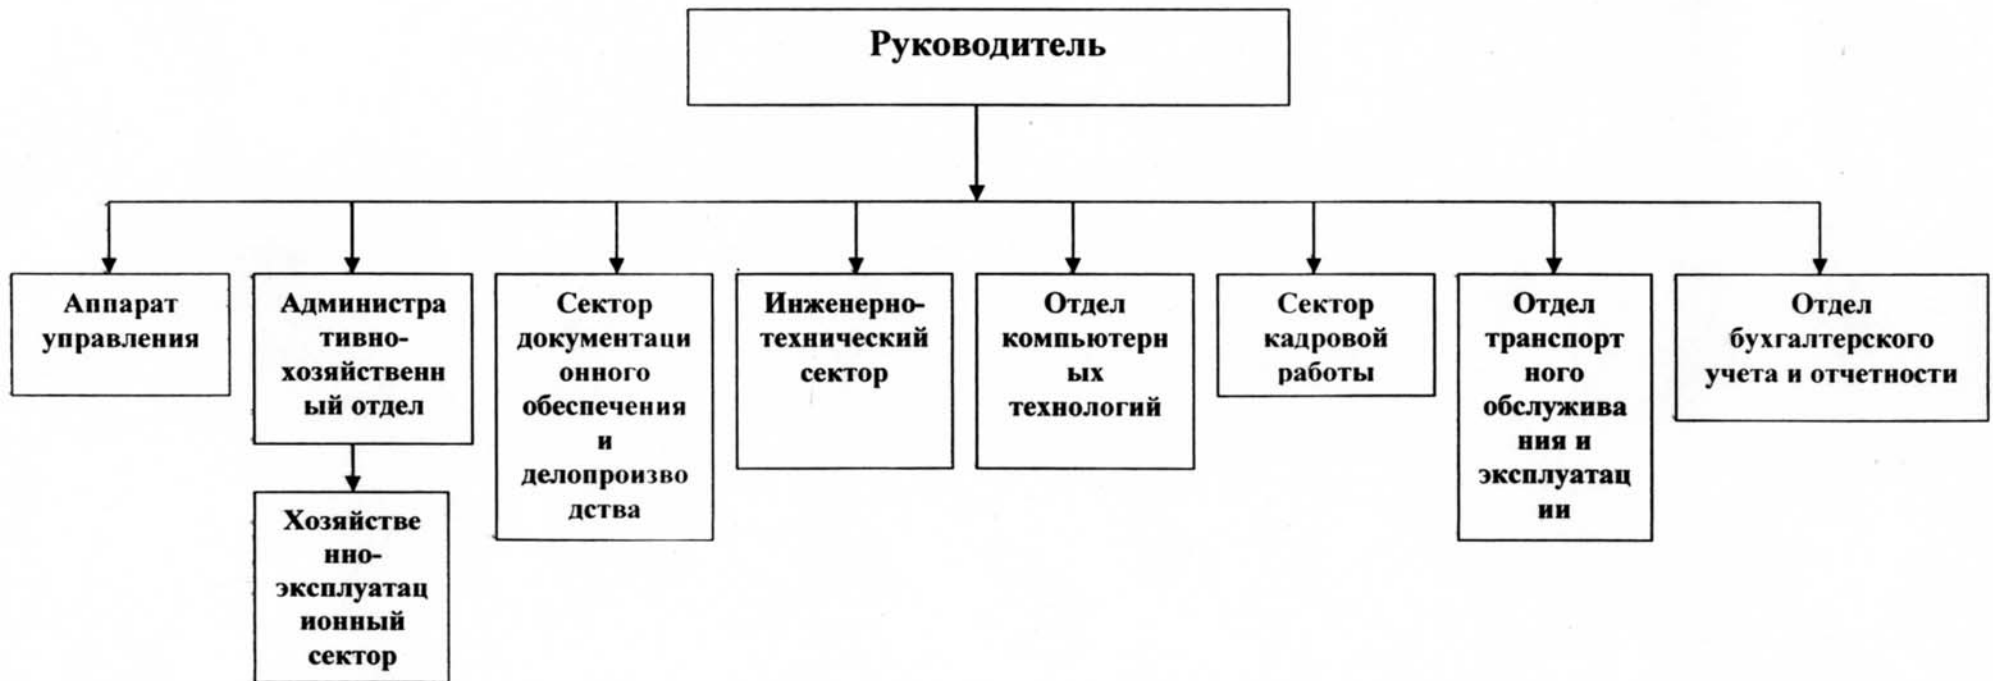 Руководитель
Аппарат
управления
Администра
тивно-
хозяйственн
ый отдел
Сектор
документаци
онного
обеспечения
и
делопроизво
дства
Инженерно-
технический
сектор
Отдел
компьютерн
ых
технологий
Сектор
кадровой
работы
Отдел
транспорт
ного
обслужива
ния и
эксплуатац
ии
Отдел
бухгалтерского
учета и отчетности
Хозяйстве
нно-
эксплуатац
ионный
сектор